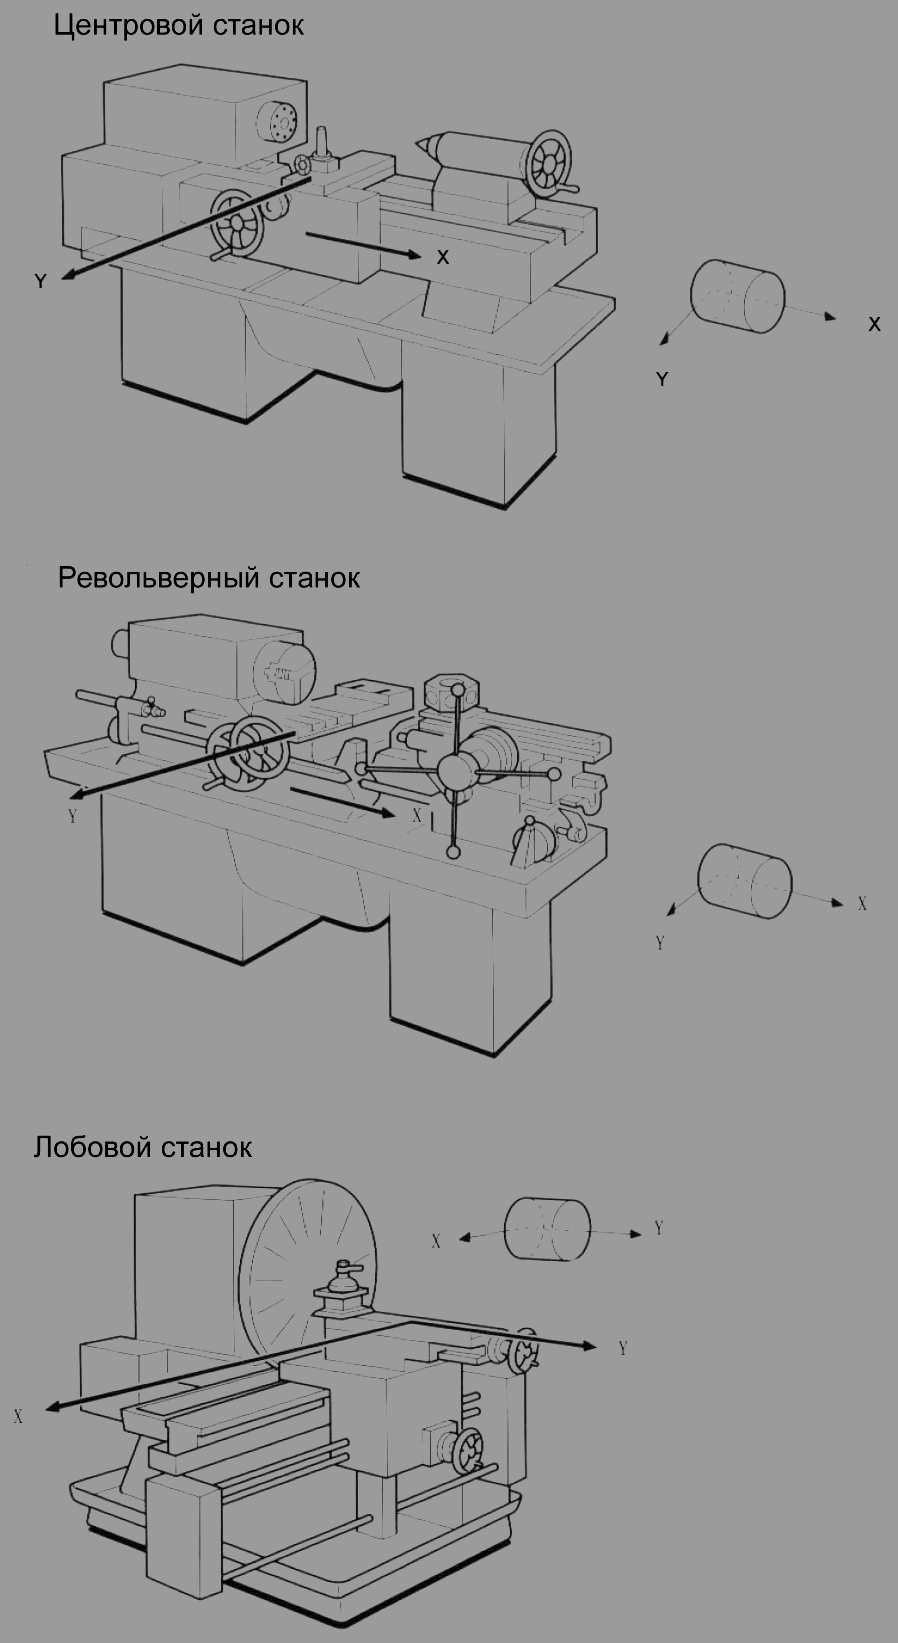 Центровой станок
Y
X
X
Y
Револьверный станок
Y
X
X
Y
Лобовой станок
X
Y
Y
X